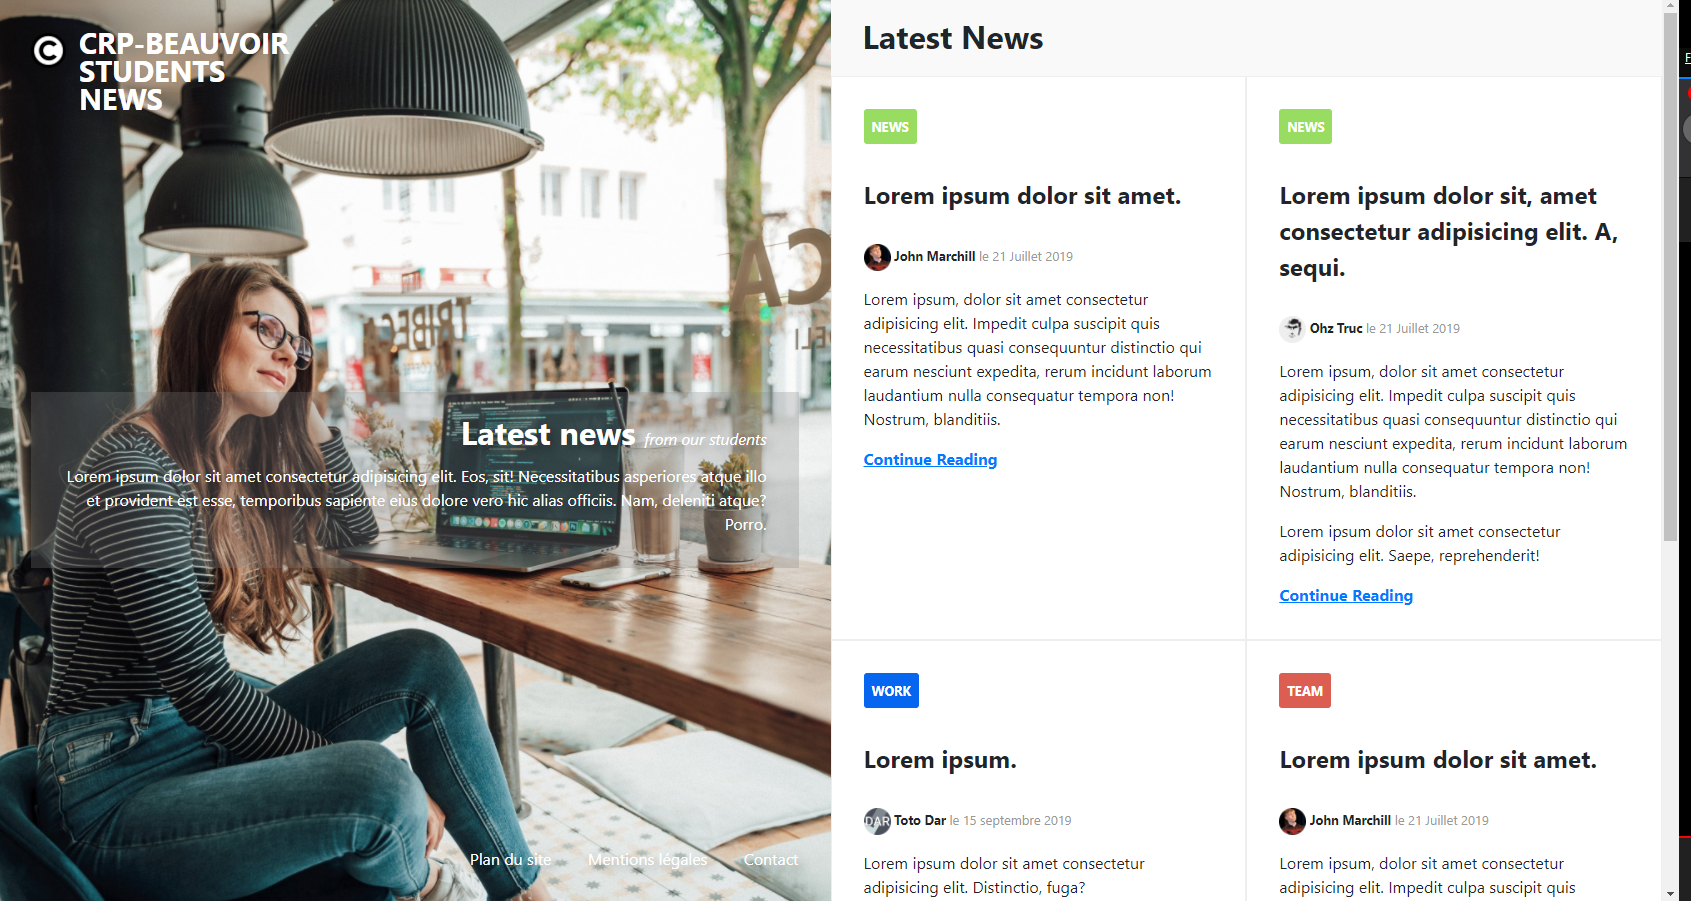 CRP-BEAUVOIR
STUDENTS
NEWS
TRIBECA
CA
ELI
Latest news from our students
Lorem ipsum dolor sit amet consectetur adipisicing elit. Eos, sit! Necessitatibus asperiores atque illo
et provident est esse, temporibus sapiente eius dolore vero hic alias officiis. Nam, deleniti atque?
Porro.
Plan du site
Mentions légales
Contact
Latest News
NEWS
Lorem ipsum dolor sit amet.
John Marchill le 21 Juillet 2019
Lorem ipsum, dolor sit amet consectetur
adipisicing elit. Impedit culpa suscipit quis
necessitatibus quasi consequuntur distinctio qui
earum nesciunt expedita, rerum incidunt laborum
laudantium nulla consequatur tempora non!
Nostrum, blanditiis.
Continue Reading
NEWS
Lorem ipsum dolor sit, amet
consectetur adipisicing elit. A,
sequi.
Ohz Truc le 21 Juillet 2019
Lorem ipsum, dolor sit amet consectetur
adipisicing elit. Impedit culpa suscipit quis
necessitatibus quasi consequuntur distinctio qui
earum nesciunt expedita, rerum incidunt laborum
laudantium nulla consequatur tempora non!
Nostrum, blanditiis.
Lorem ipsum dolor sit amet consectetur
adipisicing elit. Saepe, reprehenderit!
Continue Reading
WORK
Lorem ipsum.
DAR
Toto Dar le 15 septembre 2019
Lorem ipsum dolor sit amet consectetur
adipisicing elit. Distinctio, fuga?
TEAM
Lorem ipsum dolor sit amet.
John Marchill le 21 Juillet 2019
Lorem ipsum, dolor sit amet consectetur
adipisicing elit. Impedit culpa suscipit quis